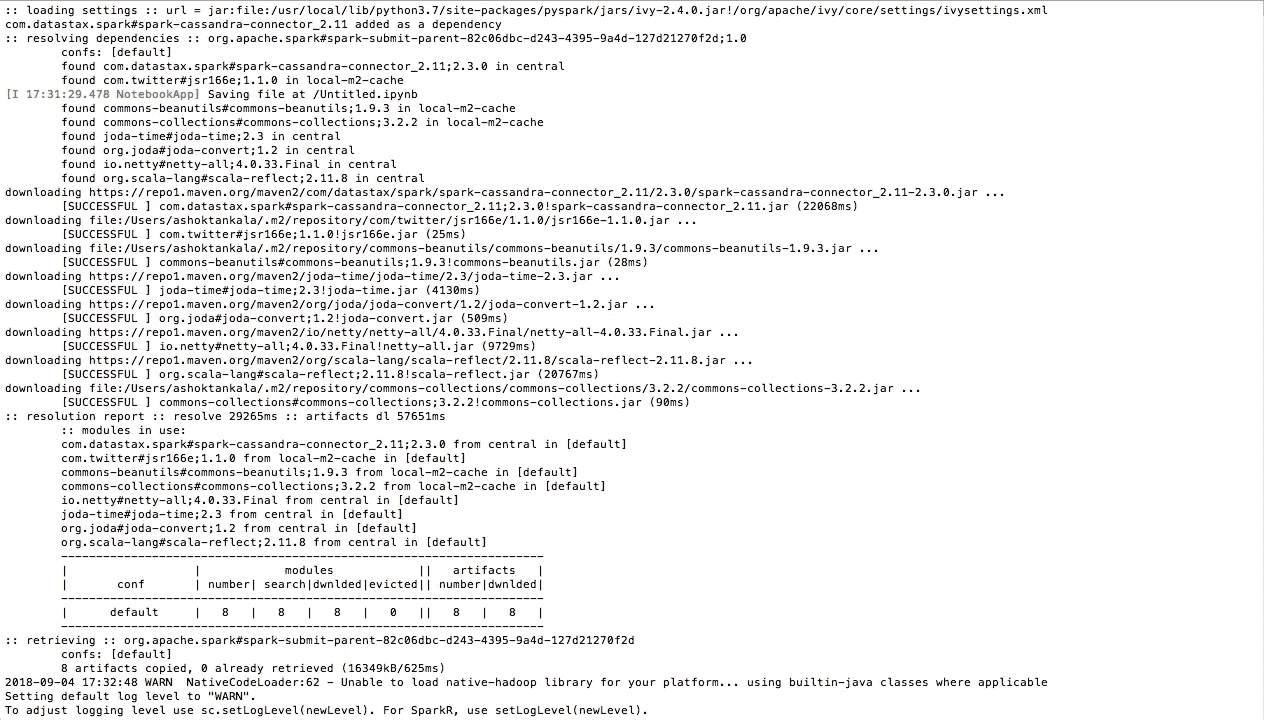 :: loading settings :: url = jar:file:/usr/local/lib/python3.7/site-packages/pyspark/jars/ivy-2.4.0.jar!/org/apache/ivy/core/settings/ivysettings.xml
com.datastax.spark#spark-cassandra-connector_2.11 added as a dependency
:: resolving dependencies :: org.apache.spark#spark-submit-parent-82c06dbc-d243-4395-9a4d-127d21270f2d;1.0
        confs: [default]
        found com.datastax.spark#spark-cassandra-connector_2.11;2.3.0 in central
        found com.twitter#jsr166e;1.1.0 in local-m2-cache
[I 17:31:29.478 NotebookApp] Saving file at /Untitled.ipynb
        found commons-beanutils#commons-beanutils;1.9.3 in local-m2-cache
        found commons-collections#commons-collections;3.2.2 in local-m2-cache
        found joda-time#joda-time;2.3 in central
        found org.joda#joda-convert;1.2 in central
        found io.netty#netty-all;4.0.33.Final in central
        found org.scala-lang#scala-reflect;2.11.8 in central
downloading https://repo1.maven.org/maven2/com/datastax/spark/spark-cassandra-connector_2.11/2.3.0/spark-cassandra-connector_2.11-2.3.0.jar ...
        [SUCCESSFUL ] com.datastax.spark#spark-cassandra-connector_2.11;2.3.0!spark-cassandra-connector_2.11.jar (22068ms)
downloading file:/Users/ashoktankala/.m2/repository/com/twitter/jsr166e/1.1.0/jsr166e-1.1.0.jar ...
        [SUCCESSFUL ] com.twitter#jsr166e;1.1.0!jsr166e.jar (25ms)
downloading file:/Users/ashoktankala/.m2/repository/commons-beanutils/commons-beanutils/1.9.3/commons-beanutils-1.9.3.jar ...
        [SUCCESSFUL ] commons-beanutils#commons-beanutils;1.9.3!commons-beanutils.jar (28ms)
downloading https://repo1.maven.org/maven2/joda-time/joda-time/2.3/joda-time-2.3.jar ...
        [SUCCESSFUL ] joda-time#joda-time;2.3!joda-time.jar (4130ms)
downloading https://repo1.maven.org/maven2/org/joda/joda-convert/1.2/joda-convert-1.2.jar ...
        [SUCCESSFUL ] org.joda#joda-convert;1.2!joda-convert.jar (509ms)
downloading https://repo1.maven.org/maven2/io/netty/netty-all/4.0.33.Final/netty-all-4.0.33.Final.jar ...
        [SUCCESSFUL ] io.netty#netty-all;4.0.33.Final!netty-all.jar (9729ms)
downloading https://repo1.maven.org/maven2/org/scala-lang/scala-reflect/2.11.8/scala-reflect-2.11.8.jar ...
        [SUCCESSFUL ] org.scala-lang#scala-reflect;2.11.8!scala-reflect.jar (20767ms)
downloading file:/Users/ashoktankala/.m2/repository/commons-collections/commons-collections/3.2.2/commons-collections-3.2.2.jar ...
        [SUCCESSFUL ] commons-collections#commons-collections;3.2.2!commons-collections.jar (90ms)
:: resolution report :: resolve 29265ms :: artifacts dl 57651ms
        :: modules in use:
        com.datastax.spark#spark-cassandra-connector_2.11;2.3.0 from central in [default]
        com.twitter#jsr166e;1.1.0 from local-m2-cache in [default]
        commons-beanutils#commons-beanutils;1.9.3 from local-m2-cache in [default]
        commons-collections#commons-collections;3.2.2 from local-m2-cache in [default]
        io.netty#netty-all;4.0.33.Final from central in [default]
        joda-time#joda-time;2.3 from central in [default]
        org.joda#joda-convert;1.2 from central in [default]
        org.scala-lang#scala-reflect;2.11.8 from central in [default]
        ---------------------------------------------------------------------
        |                  |            modules            ||   artifacts   |
        |       conf       | number| search|dwnlded|evicted|| number|dwnlded|
        ---------------------------------------------------------------------
        |      default     |   8   |   8   |   8   |   0   ||   8   |   8   |
        ---------------------------------------------------------------------
:: retrieving :: org.apache.spark#spark-submit-parent-82c06dbc-d243-4395-9a4d-127d21270f2d
        confs: [default]
        8 artifacts copied, 0 already retrieved (16349kB/625ms)
2018-09-04 17:32:48 WARN  NativeCodeLoader:62 - Unable to load native-hadoop library for your platform... using builtin-java classes where applicable
Setting default log level to "WARN".
To adjust logging level use sc.setLogLevel(newLevel). For SparkR, use setLogLevel(newLevel).